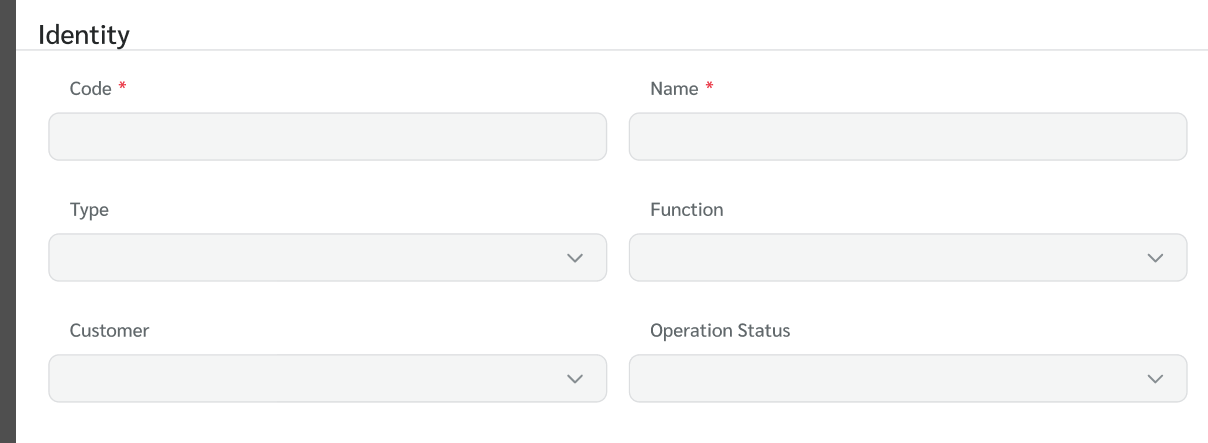 Identity
Code *
Name *
Type
Function
Customer
Operation Status